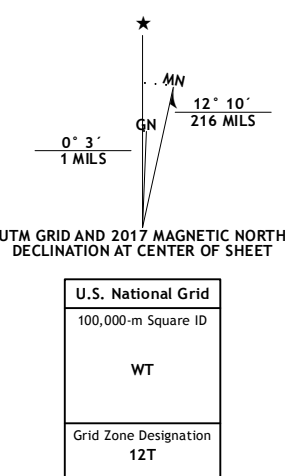 ★
MN
12° 10´
216 MILS
GN
0° 3´
1 MILS
UTM GRID AND 2017 MAGNETIC NORTH
DECLINATION AT CENTER OF SHEET
U.S. National Grid
100,000-m Square ID
WT
Grid Zone Designation
12T